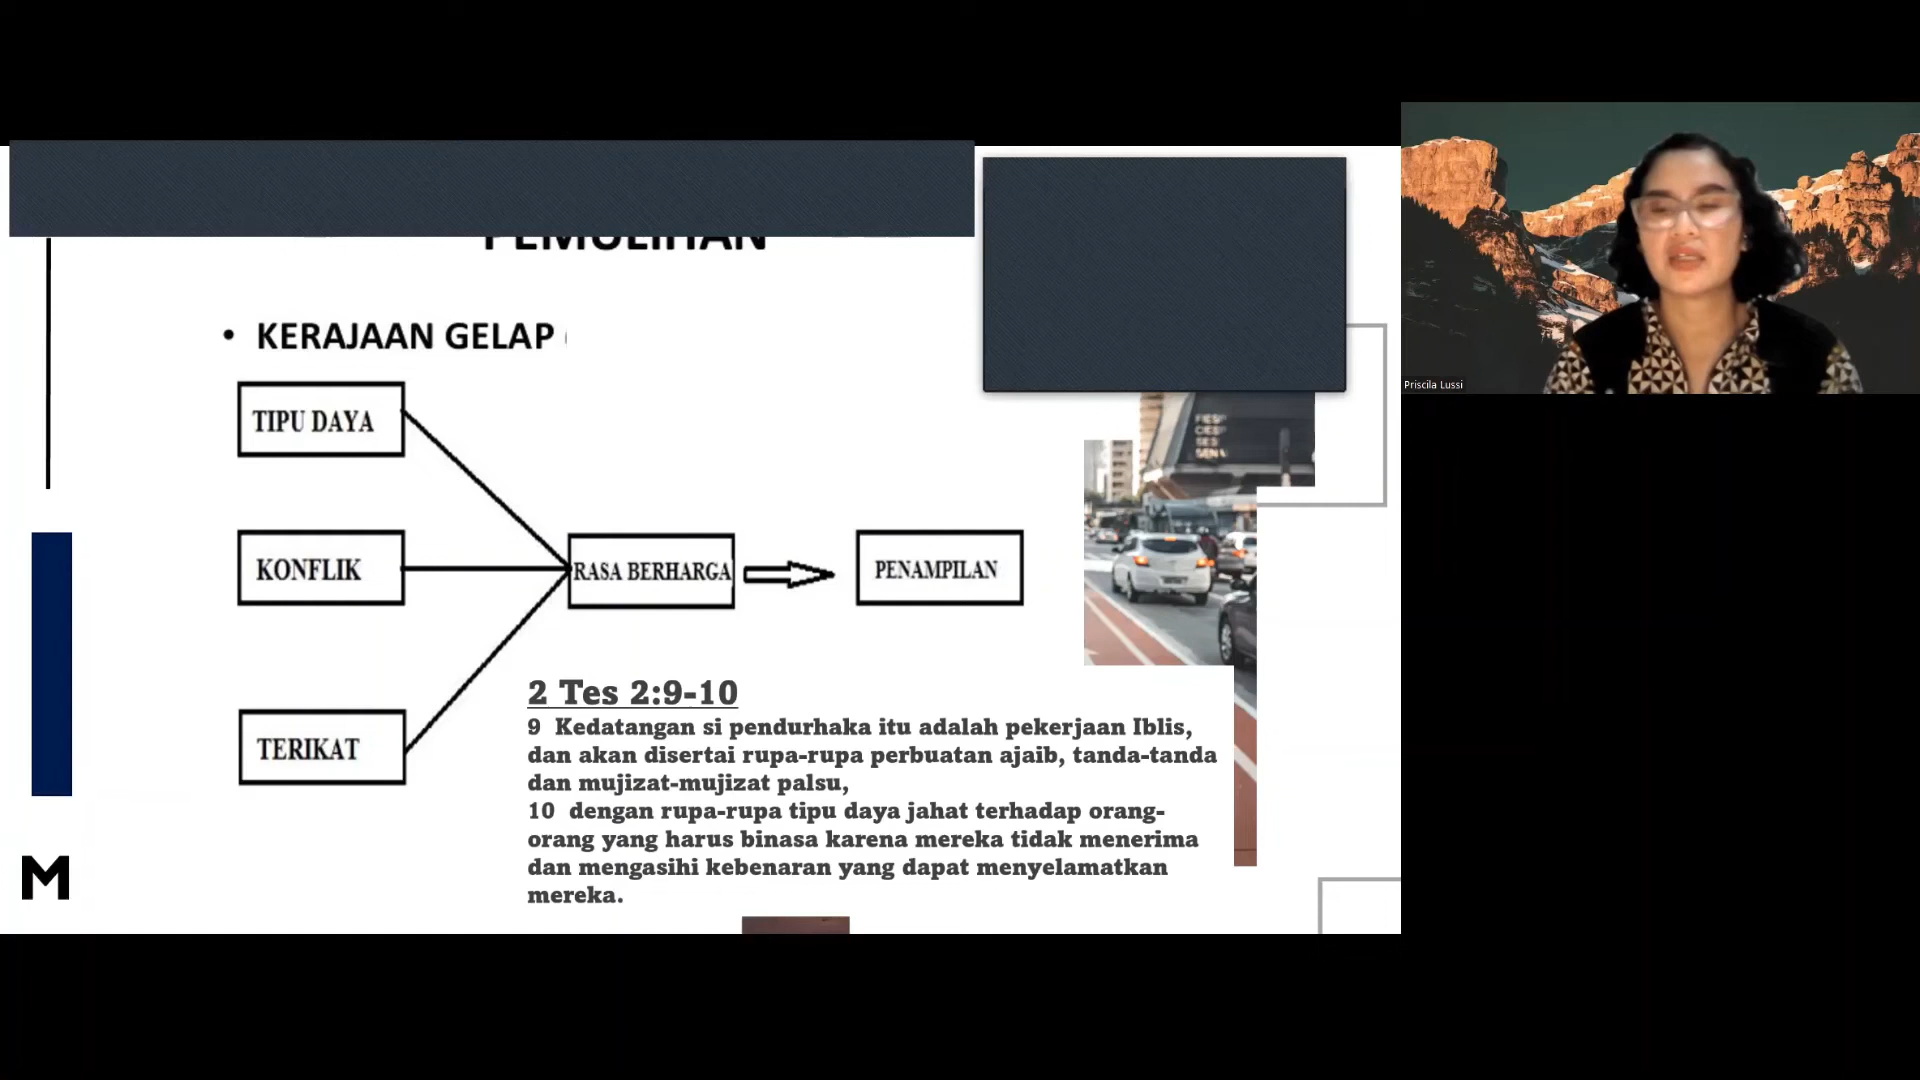 PEMULIHAN
• KERAJAAN GELAP
TIPU DAYA
KONFLIK
RASA BERHARGA
PENAMPILAN
TERIKAT
2 Tes 2:9-10
9 Kedatangan si pendurhaka itu adalah pekerjaan Iblis,
dan akan disertai rupa-rupa perbuatan ajaib, tanda-tanda
dan mujizat-mujizat palsu,
10 dengan rupa-rupa tipu daya jahat terhadap orang-
orang yang harus binasa karena mereka tidak menerima
dan mengasihi kebenaran yang dapat menyelamatkan
mereka.
M
Priscila Lussi